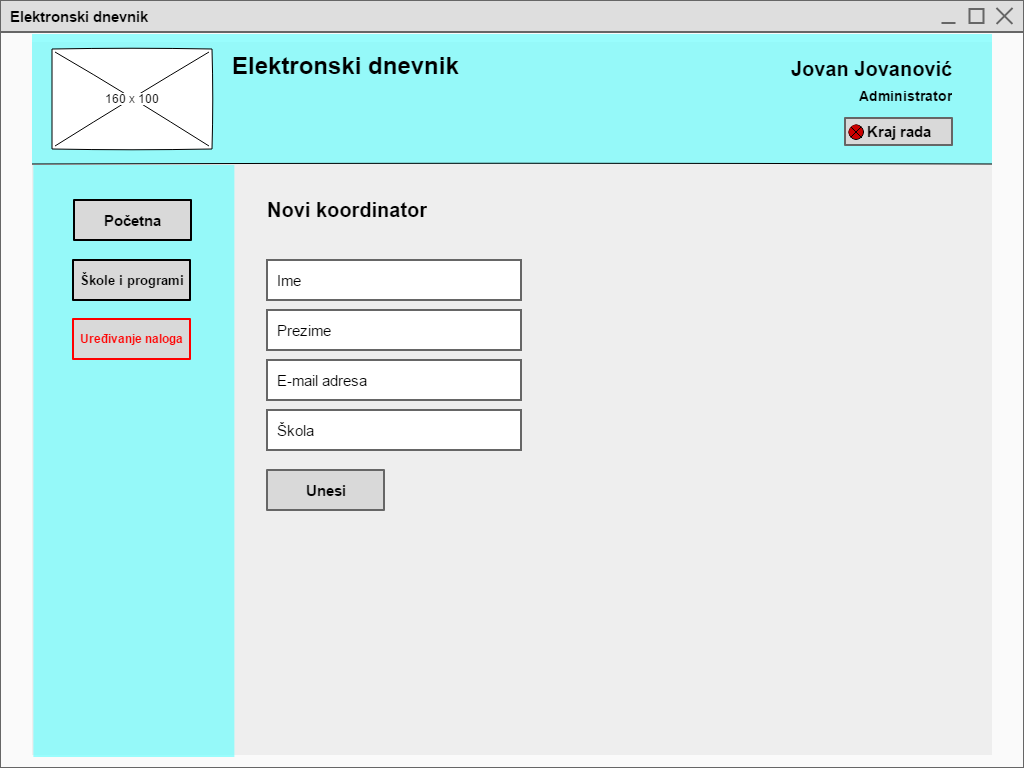 Elektronski dnevnik
160 x 100
Elektronski dnevnik
Jovan Jovanović
Administrator
Kraj rada
Početna
Škole i programi
Uređivanje naloga
Novi koordinator
Ime
Prezime
E-mail adresa
Škola
Unesi